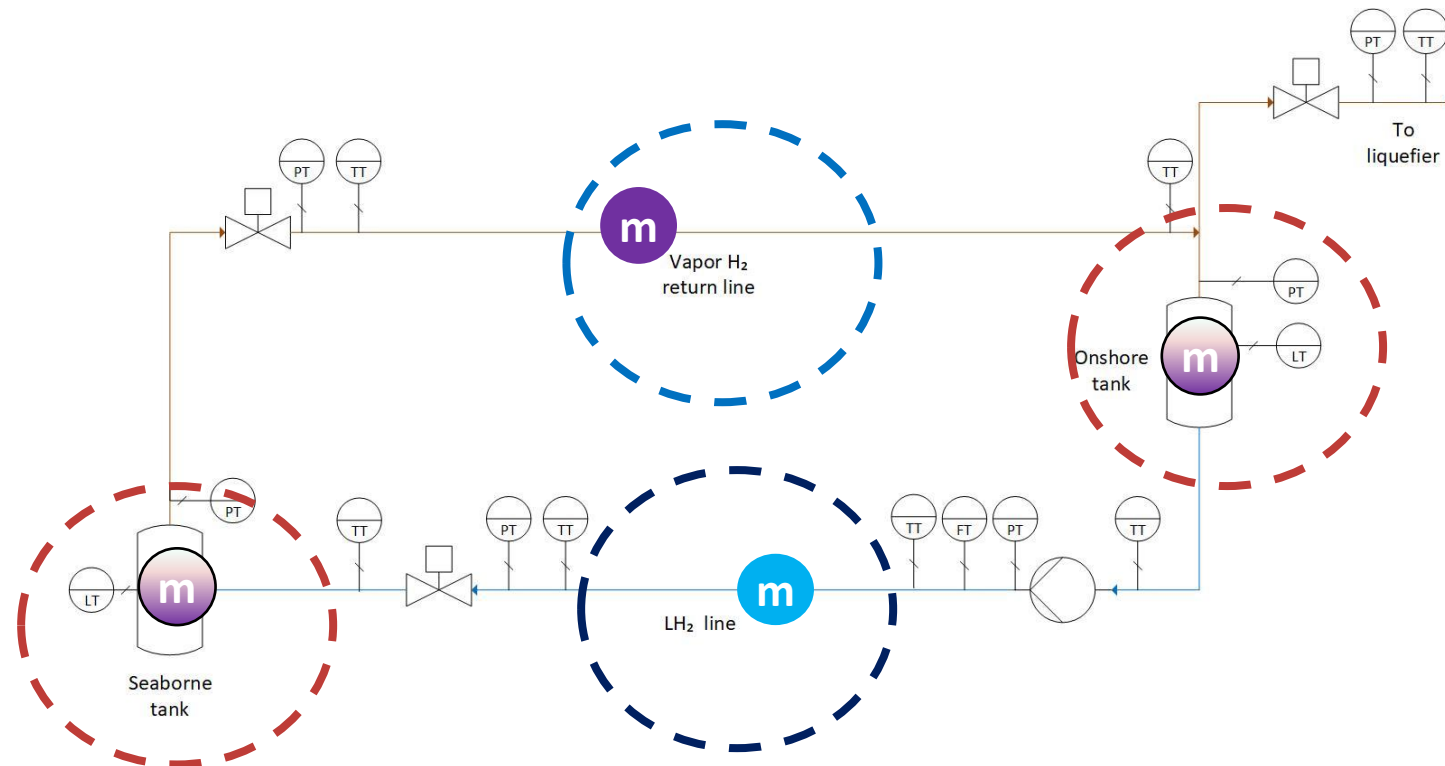 PT
TT
To
liquefier
PT
TT
TT
m
Vapor H₂
return line
PT
Onshore
tank
m
LT
PT
TT
PT
TT
TT
FT
PT
TT
LT
m
LH₂ line
m
Seaborne
tank